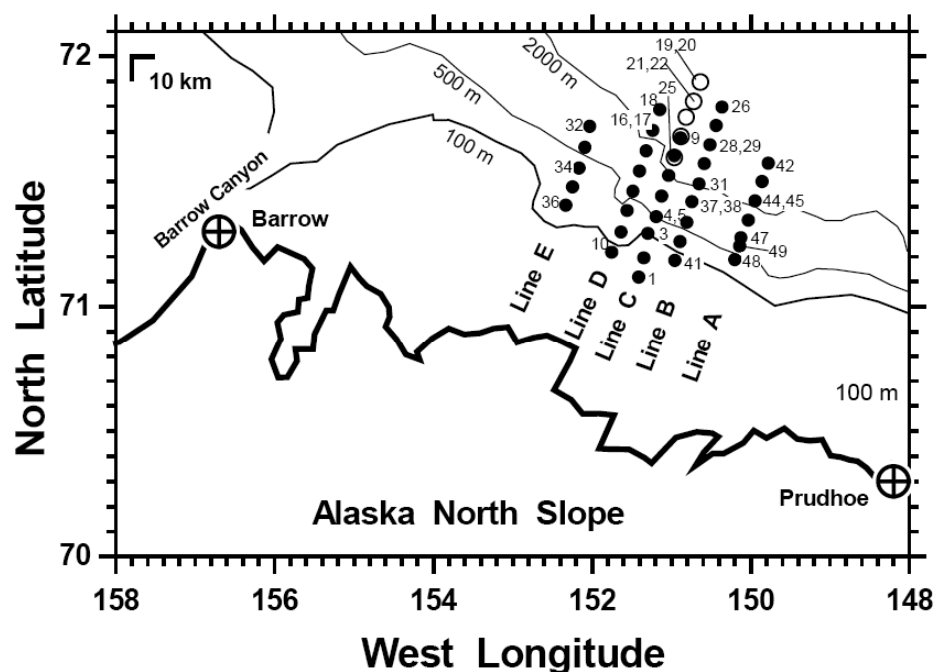 19,20
21,22
2000 m
72
10 km
500 m
25
18
26
16,17
9
32
100 m
28,29
34
42
31
36
44,45
4,5
37,38
Barrow Canyon
Barrow
10
3
47
49
41
48
1
71
Line E
Line D
Line C
Line B
Line A
100 m
Prudhoe
Alaska North Slope
70
158
156
154
152
150
148
West Longitude
North Latitude